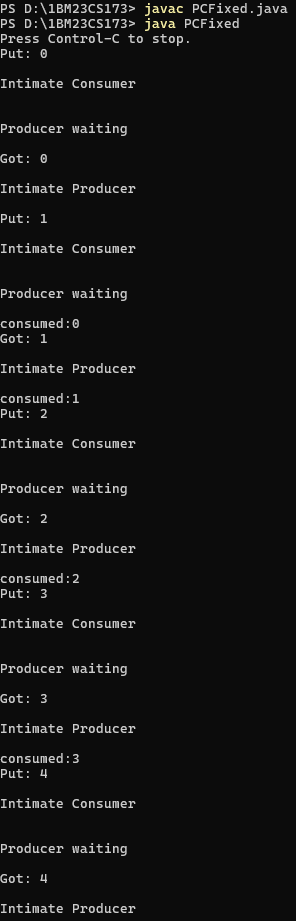 PS D:\1BM23CS173> javac PCFixed.java
PS D:\1BM23CS173> java PCFixed
Press Control-C to stop.
Put: 0
Intimate Consumer
Producer waiting
Got: 0
Intimate Producer
Put: 1
Intimate Consumer
Producer waiting
consumed:0
Got: 1
Intimate Producer
consumed:1
Put: 2
Intimate Consumer
Producer waiting
Got: 2
Intimate Producer
consumed:2
Put: 3
Intimate Consumer
Producer waiting
Got: 3
Intimate Producer
consumed:3
Put: 4
Intimate Consumer
Producer waiting
Got: 4
Intimate Producer